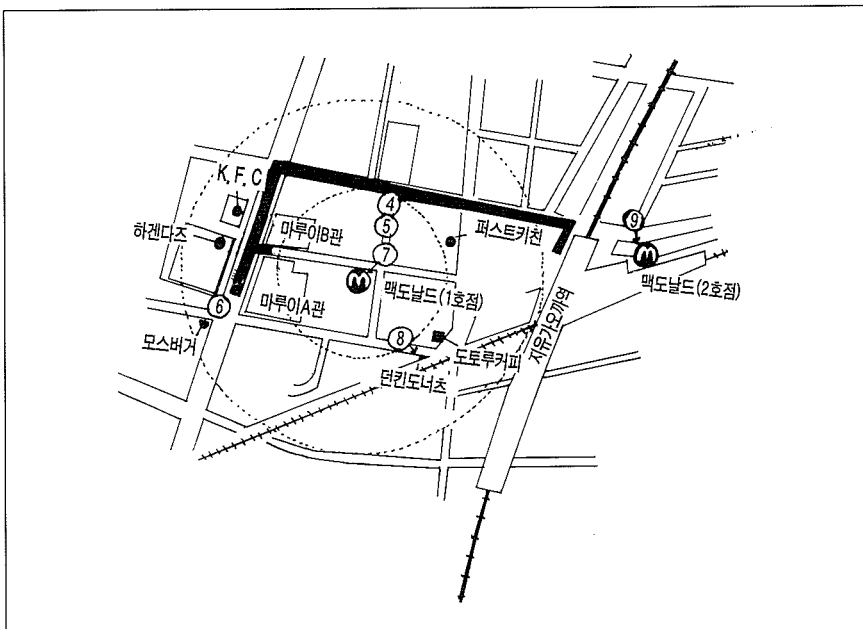 K,F,C
④
⑤
⑨
마루이B관
퍼스트키친
하겐다즈
⑦
맥도날드(1호점)
맥도날드(2호점)
마루이A관
⑥
모스버거
⑧
도토루커피
지유가오까역
던킨도너츠